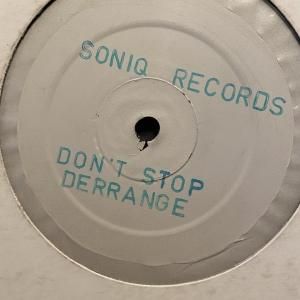 SONIQ RECORDS
DON'T STOP
DERRANGE